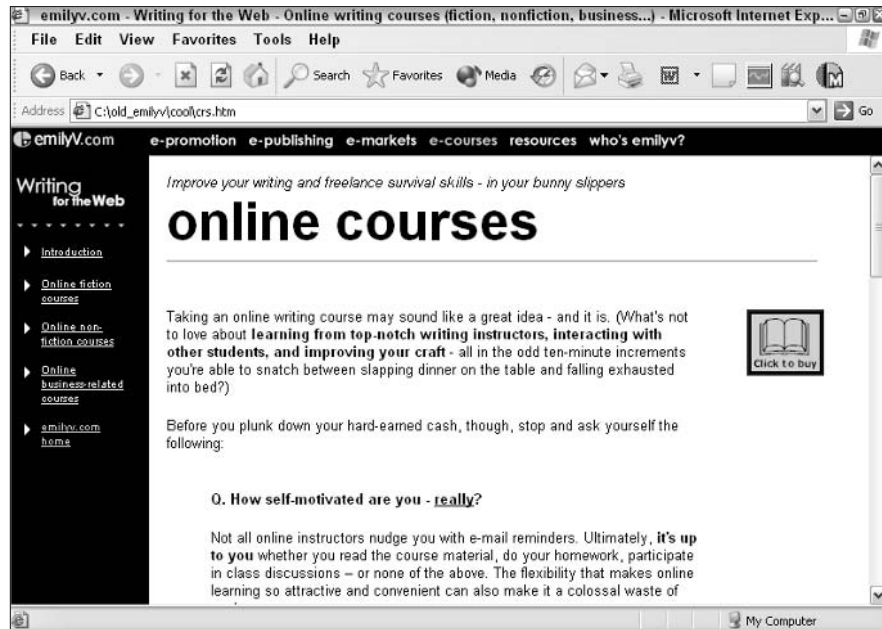 emilyv.com - Writing for the Web - Online writing courses (fiction, nonfiction, business...) - Microsoft Internet Exp...
File Edit View Favorites Tools Help
Back Search Favorites Media
Address C:\old_emilyv\cool\crs.htm Go
emilyV.com e-promotion e-publishing e-markets e-courses resources who's emilyv?
Writing
for the Web
Introduction
Online fiction
courses
Online non-
fiction courses
Online
business-related
courses
emilyv.com
home
Improve your writing and freelance survival skills - in your bunny slippers
online courses
Taking an online writing course may sound like a great idea - and it is. (What's not
to love about learning from top-notch writing instructors, interacting with
other students, and improving your craft - all in the odd ten-minute increments
you're able to snatch between slapping dinner on the table and falling exhausted
into bed?)
Click to buy
Before you plunk down your hard-earned cash, though, stop and ask yourself the
following:
Q. How self-motivated are you - really?
Not all online instructors nudge you with e-mail reminders. Ultimately, it's up
to you whether you read the course material, do your homework, participate
in class discussions – or none of the above. The flexibility that makes online
learning so attractive and convenient can also make it a colossal waste of
My Computer